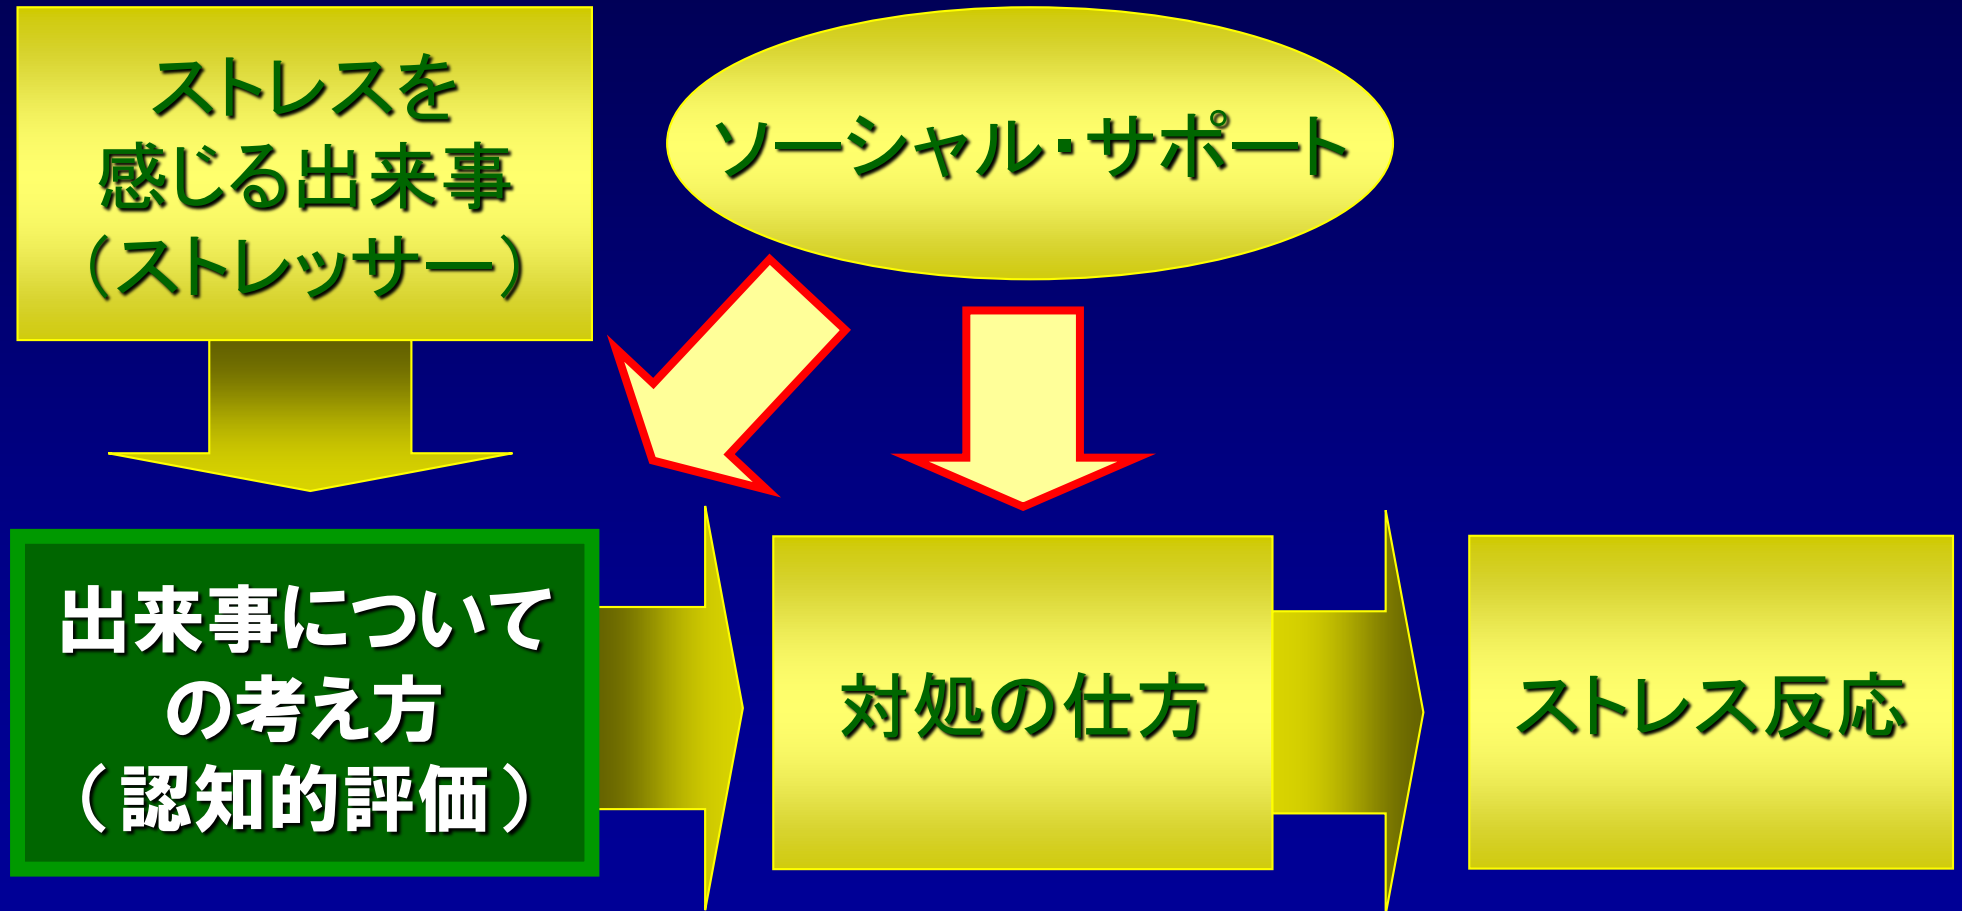 ストレスを
感じる出来事
（ストレッサー）
ソーシャル・サポート
出来事について
の考え方
（認知的評価）
対処の仕方
ストレス反応